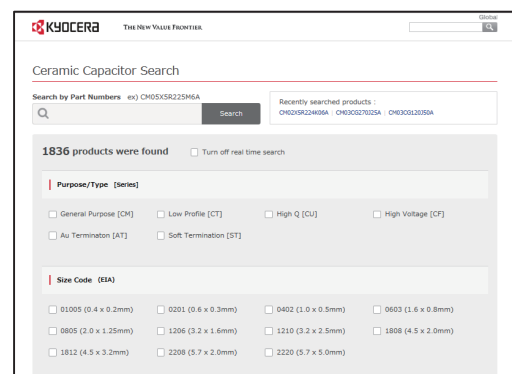 Global
KYOCERA THE NEW VALUE FRONTIER
Ceramic Capacitor Search
Search by Part Numbers ex) CM05X5R225M6A
Search
Recently searched products :
CM02X5R224K06A | CM03CG270J25A | CM03CG120J50A
1836 products were found Turn off real time search
Purpose/Type [Series]
General Purpose [CM] Low Profile [CT] High Q [CU] High Voltage [CF]
Au Terminaton [AT] Soft Termination [ST]
Size Code (EIA)
01005 (0.4 x 0.2mm) 0201 (0.6 x 0.3mm) 0402 (1.0 x 0.5mm) 0603 (1.6 x 0.8mm)
0805 (2.0 x 1.25mm) 1206 (3.2 x 1.6mm) 1210 (3.2 x 2.5mm) 1808 (4.5 x 2.0mm)
1812 (4.5 x 3.2mm) 2208 (5.7 x 2.0mm) 2220 (5.7 x 5.0mm)